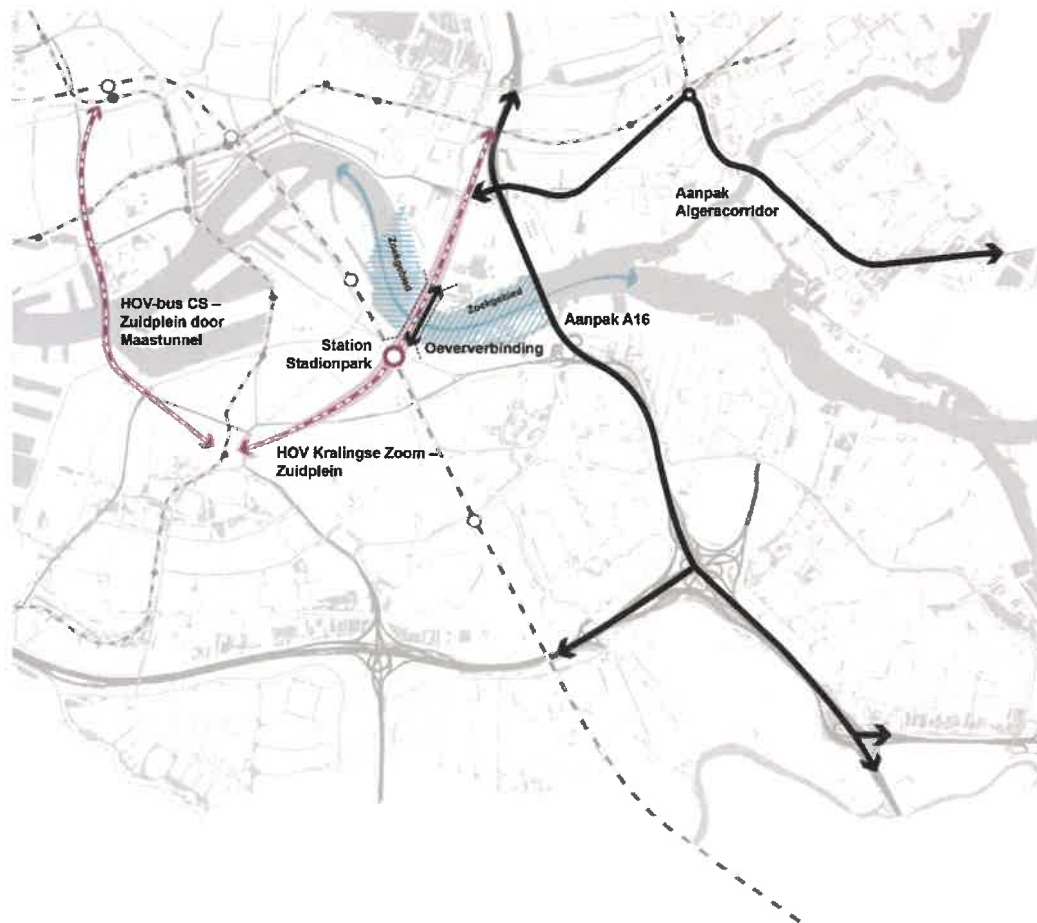 Aanpak
Algeracorridor
Zoekgebied
HOV-bus CS –
Zuidplein door
Maastunnel
Zoekgebied
Aanpak A16
Station
Stadionpark
Oeververbinding
HOV Kralingse Zoom –
Zuidplein